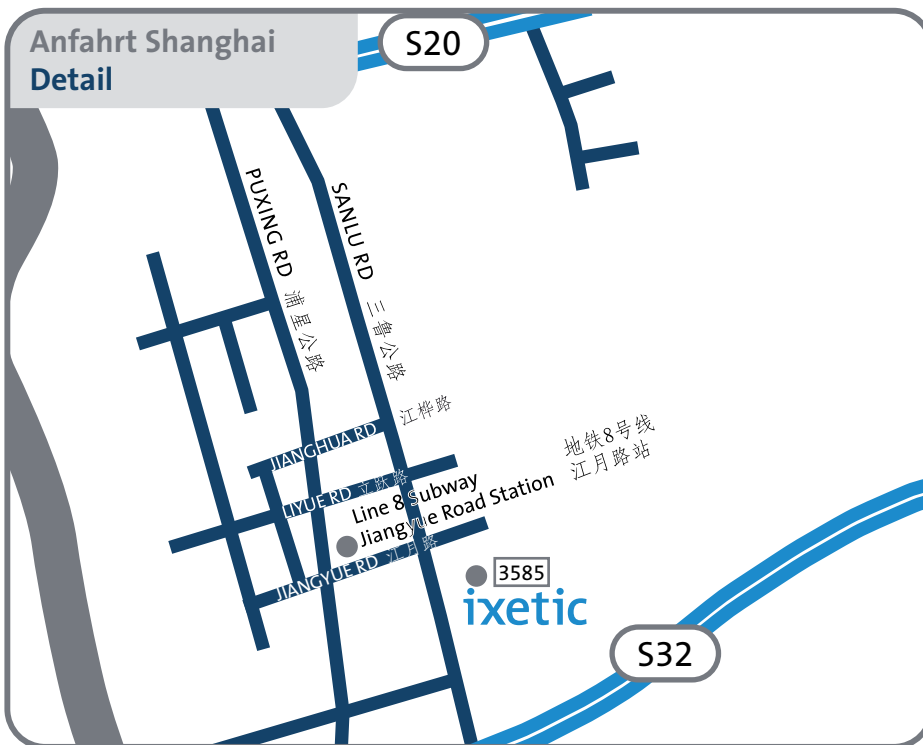 Anfahrt Shanghai
Detail
S20
PUXING RD 浦星公路
SANLU RD 三鲁公路
JIANGHUA RD 江桦路
LIYUE RD 立跃路
Line 8 Subway
Jiangyue Road Station
地铁8号线
江月路站
JIANGYUE RD 江月路
3585
ixetic
S32